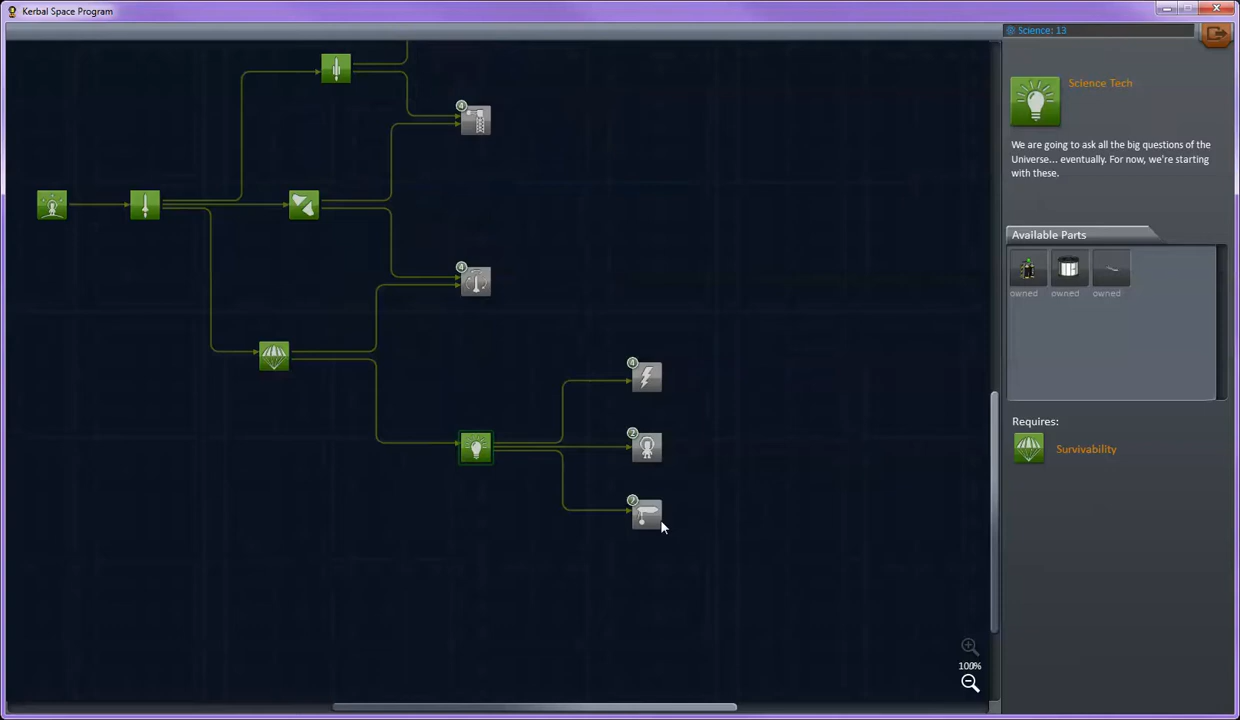 Kerbal Space Program
Science: 13
Science Tech
We are going to ask all the big questions of the
Universe... eventually. For now, we're starting
with these.
Available Parts
owned owned owned
Requires:
Survivability
4
4
4
2
7
100%